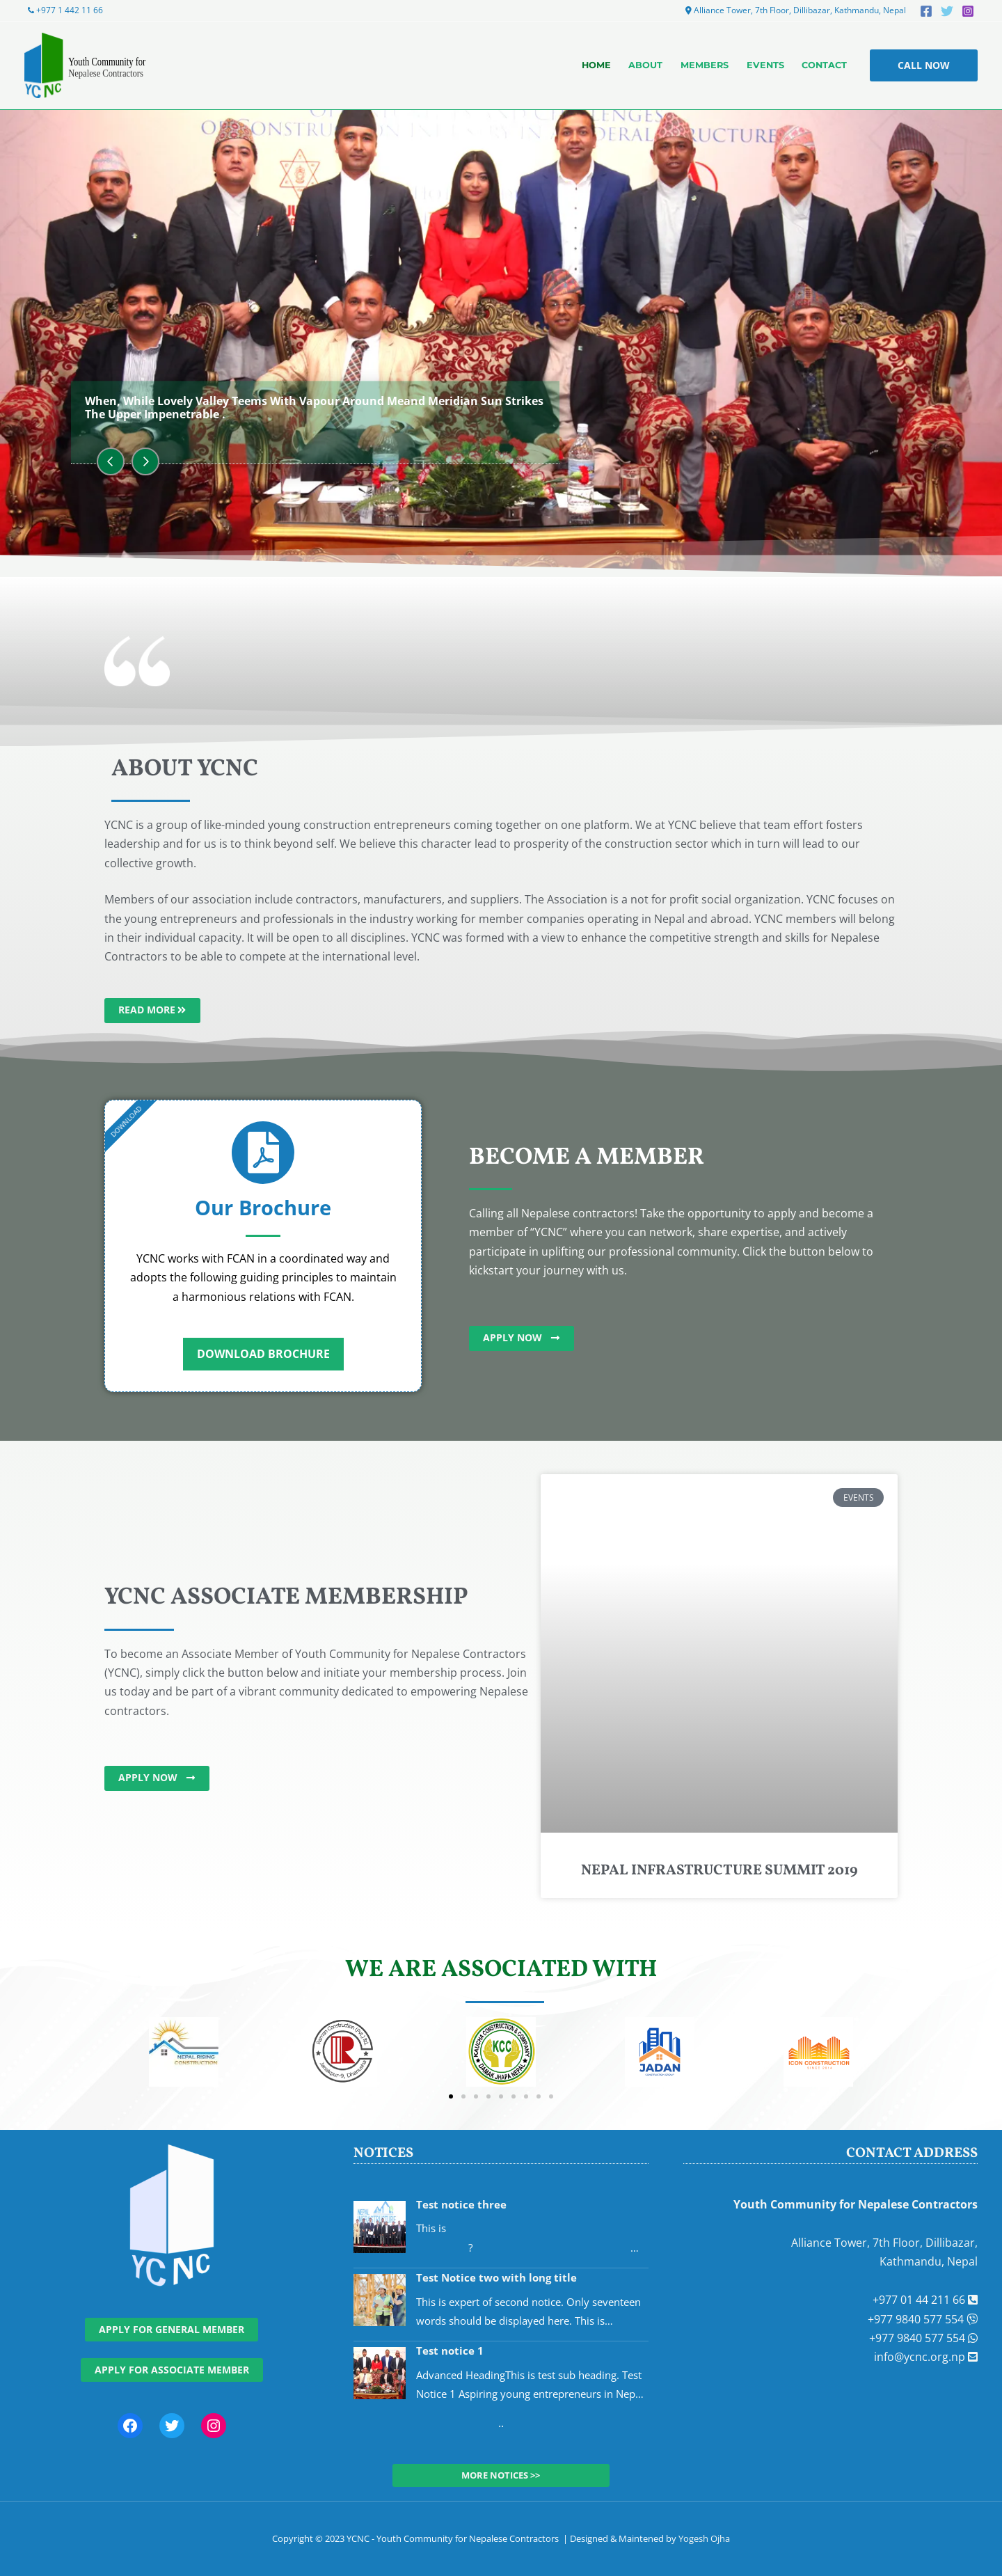 +977 1 442 11 66
Alliance Tower, 7th Floor, Dillibazar, Kathmandu, Nepal
Youth Community for
Nepalese Contractors
YCNC
HOME
ABOUT
MEMBERS
EVENTS
CONTACT
CALL NOW
OF CONSTRUCTION INDUSTRY IN A FEDERAL STRUCTURE
When, While Lovely Valley Teems With Vapour Around Meand Meridian Sun Strikes
The Upper Impenetrable .
ABOUT YCNC
YCNC is a group of like-minded young construction entrepreneurs coming together on one platform. We at YCNC believe that team effort fosters
leadership and for us is to think beyond self. We believe this character lead to prosperity of the construction sector which in turn will lead to our
collective growth.
Members of our association include contractors, manufacturers, and suppliers. The Association is a not for profit social organization. YCNC focuses on
the young entrepreneurs and professionals in the industry working for member companies operating in Nepal and abroad. YCNC members will belong
in their individual capacity. It will be open to all disciplines. YCNC was formed with a view to enhance the competitive strength and skills for Nepalese
Contractors to be able to compete at the international level.
READ MORE
DOWNLOAD
Our Brochure
YCNC works with FCAN in a coordinated way and
adopts the following guiding principles to maintain
a harmonious relations with FCAN.
DOWNLOAD BROCHURE
BECOME A MEMBER
Calling all Nepalese contractors! Take the opportunity to apply and become a
member of “YCNC” where you can network, share expertise, and actively
participate in uplifting our professional community. Click the button below to
kickstart your journey with us.
APPLY NOW
YCNC ASSOCIATE MEMBERSHIP
To become an Associate Member of Youth Community for Nepalese Contractors
(YCNC), simply click the button below and initiate your membership process. Join
us today and be part of a vibrant community dedicated to empowering Nepalese
contractors.
APPLY NOW
EVENTS
NEPAL INFRASTRUCTURE SUMMIT 2019
WE ARE ASSOCIATED WITH
NEPAL RISING
CONSTRUCTION
R
KCC
JADAN
ICON CONSTRUCTION
YCNC
APPLY FOR GENERAL MEMBER
APPLY FOR ASSOCIATE MEMBER
NOTICES
Test notice three
This is
? ...
Test Notice two with long title
This is expert of second notice. Only seventeen
words should be displayed here. This is...
Test notice 1
Advanced HeadingThis is test sub heading. Test
Notice 1 Aspiring young entrepreneurs in Nep...
..
MORE NOTICES >>
CONTACT ADDRESS
Youth Community for Nepalese Contractors
Alliance Tower, 7th Floor, Dillibazar,
Kathmandu, Nepal
+977 01 44 211 66
+977 9840 577 554
+977 9840 577 554
info@ycnc.org.np
Copyright © 2023 YCNC - Youth Community for Nepalese Contractors | Designed & Maintened by Yogesh Ojha